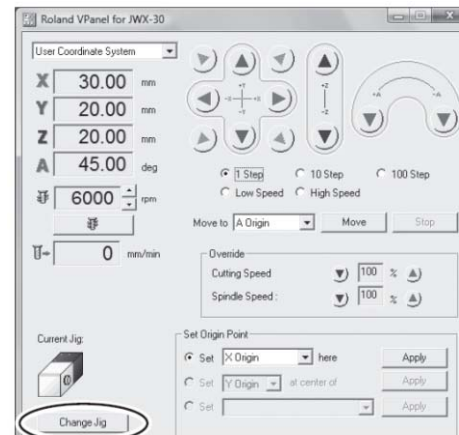 Roland VPanel for JWX-30
User Coordinate System
X 30.00 mm
Y 20.00 mm
Z 20.00 mm
A 45.00 deg
6000 rpm
0 mm/min
+Y
-X +X
-Y
+Z
-Z
-A +A
1 Step 10 Step 100 Step
Low Speed High Speed
Move to A Origin Move Stop
Override
Cutting Speed 100 %
Spindle Speed : 100 %
Current Jig:
Change Jig
Set Origin Point
Set X Origin here Apply
Set Y Origin at center of Apply
Set Apply